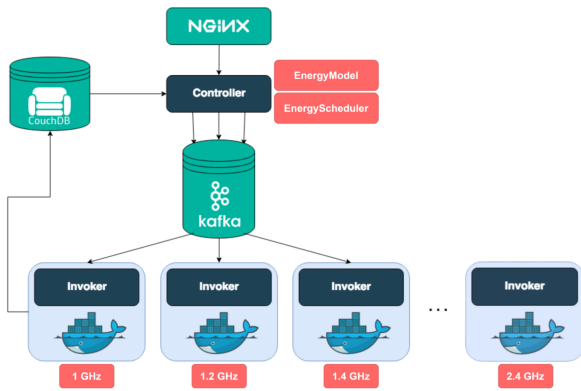 NGINX
EnergyModel
Controller
EnergyScheduler
CouchDB
kafka
Invoker
Invoker
Invoker
Invoker
...
1 GHz
1.2 GHz
1.4 GHz
2.4 GHz